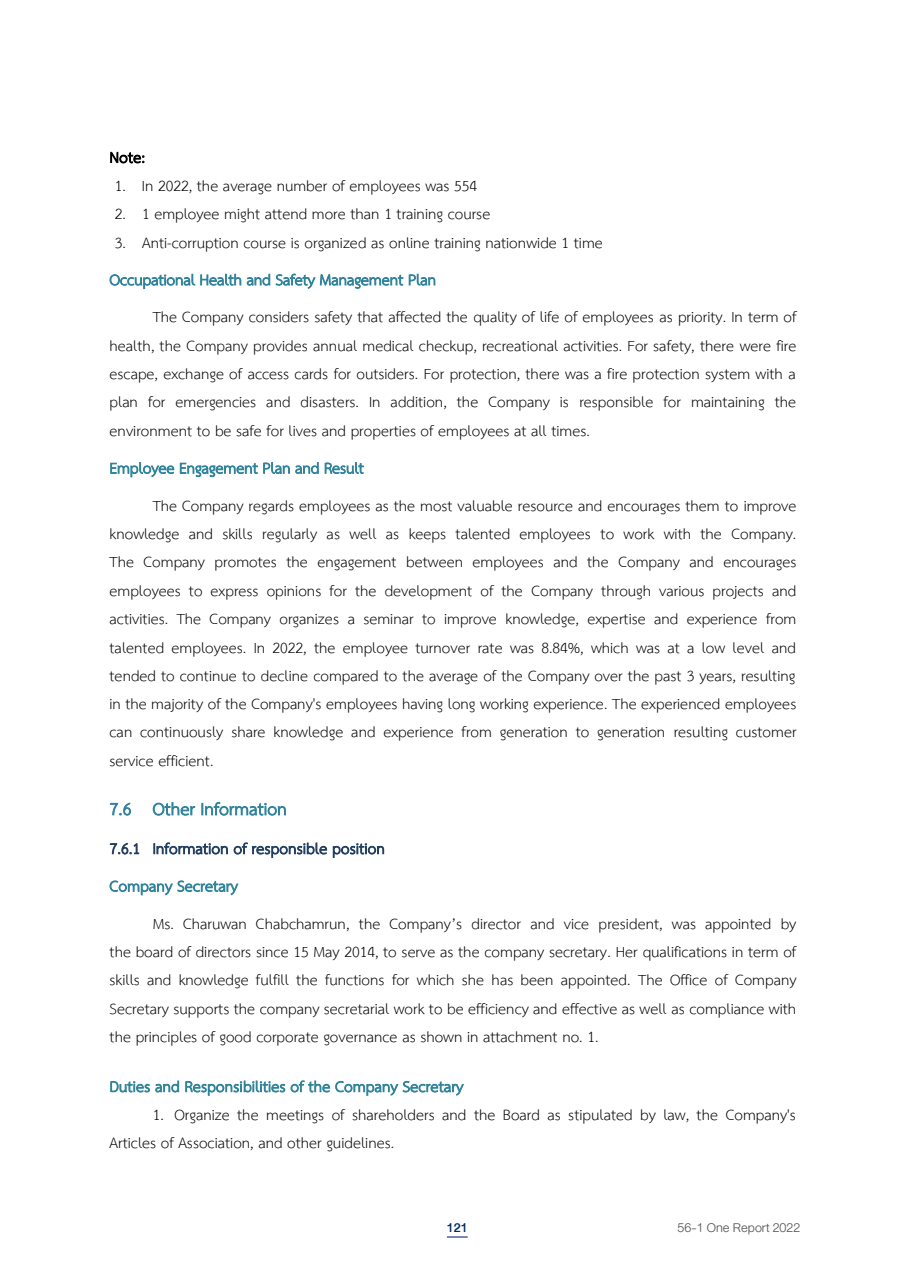 Note:
1. In 2022, the average number of employees was 554
2. 1 employee might attend more than 1 training course
3. Anti-corruption course is organized as online training nationwide 1 time
Occupational Health and Safety Management Plan
The Company considers safety that affected the quality of life of employees as priority. In term of
health, the Company provides annual medical checkup, recreational activities. For safety, there were fire
escape, exchange of access cards for outsiders. For protection, there was a fire protection system with a
plan for emergencies and disasters. In addition, the Company is responsible for maintaining the
environment to be safe for lives and properties of employees at all times.
Employee Engagement Plan and Result
The Company regards employees as the most valuable resource and encourages them to improve
knowledge and skills regularly as well as keeps talented employees to work with the Company.
The Company promotes the engagement between employees and the Company and encourages
employees to express opinions for the development of the Company through various projects and
activities. The Company organizes a seminar to improve knowledge, expertise and experience from
talented employees. In 2022, the employee turnover rate was 8.84%, which was at a low level and
tended to continue to decline compared to the average of the Company over the past 3 years, resulting
in the majority of the Company's employees having long working experience. The experienced employees
can continuously share knowledge and experience from generation to generation resulting customer
service efficient.
7.6 Other Information
7.6.1 Information of responsible position
Company Secretary
Ms. Charuwan Chabchamrun, the Company's director and vice president, was appointed by
the board of directors since 15 May 2014, to serve as the company secretary. Her qualifications in term of
skills and knowledge fulfill the functions for which she has been appointed. The Office of Company
Secretary supports the company secretarial work to be efficiency and effective as well as compliance with
the principles of good corporate governance as shown in attachment no. 1.
Duties and Responsibilities of the Company Secretary
1. Organize the meetings of shareholders and the Board as stipulated by law, the Company's
Articles of Association, and other guidelines.
121
56-1 One Report 2022